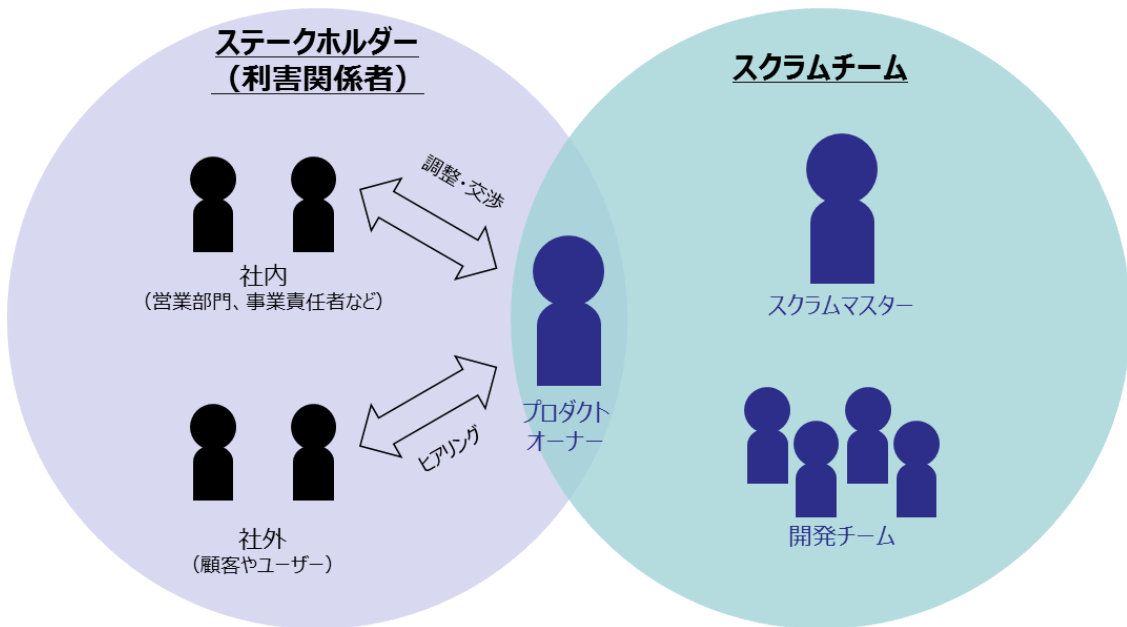 ステークホルダー
（利害関係者）
スクラムチーム
調整・交渉
社内
（営業部門、事業責任者など）
スクラムマスター
ヒアリング
プロダクト
オーナー
社外
（顧客やユーザー）
開発チーム